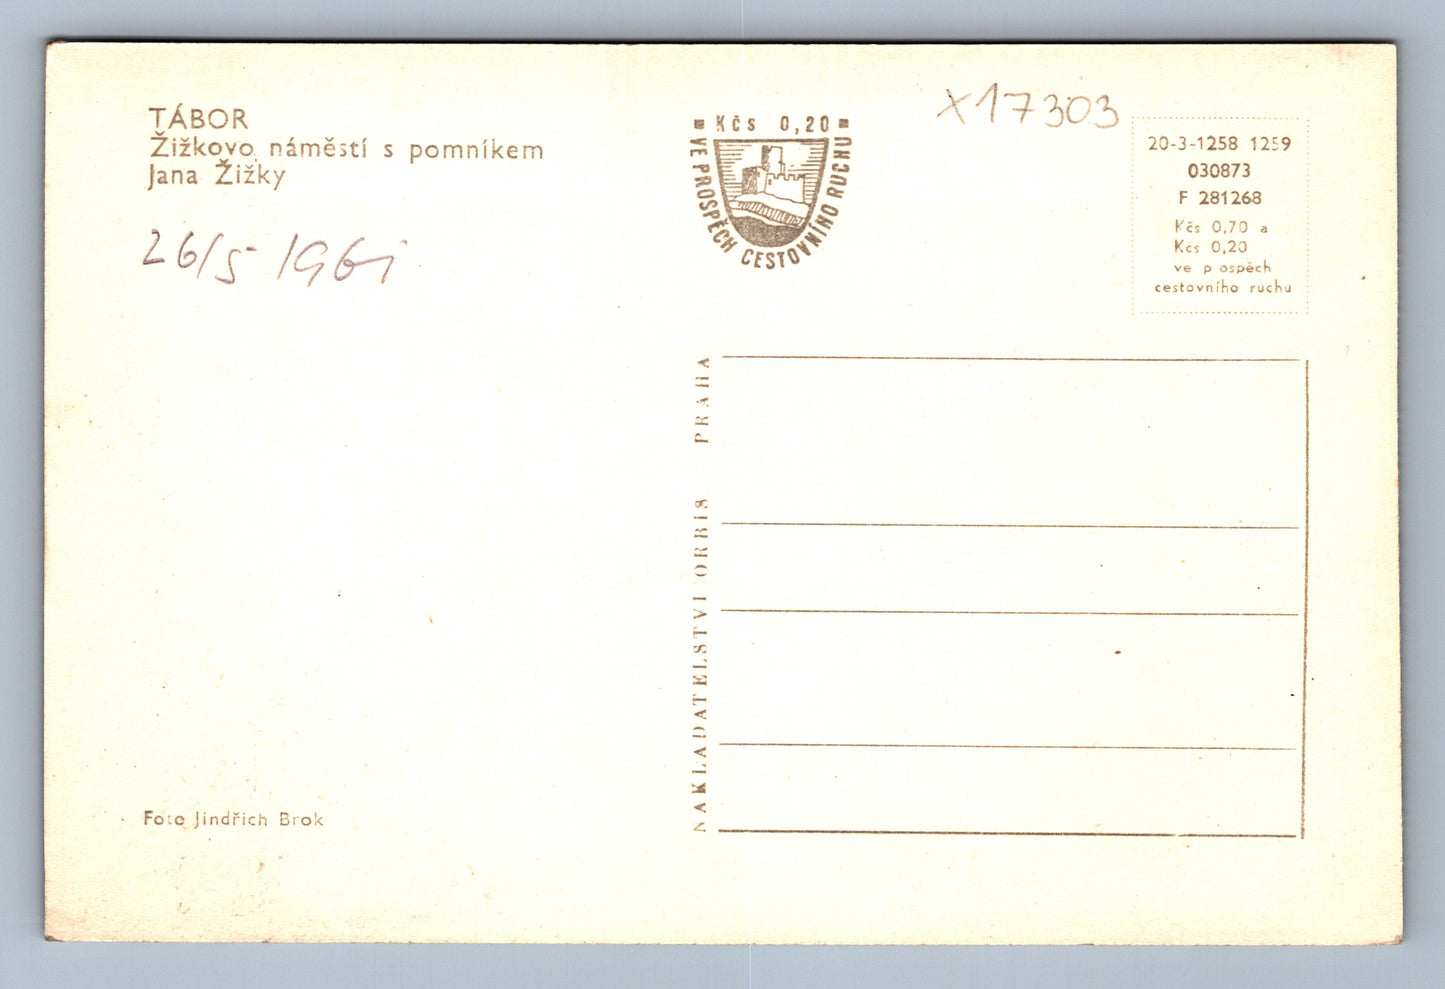 TÁBOR
Žižkovo náměstí s pomníkem
Jana Žižky
26/5 1961
Kčs 0,20
VE PROSPĚCH CESTOVNÍHO RUCHU
X17303
20-3-1258 1259
030873
F 281268
Kčs 0,70 a
Kčs 0,20
ve p ospěch
cestovního ruchu
NAKLADATELSTVÍ ORBIS PRAHA
Foto Jindřich Brok